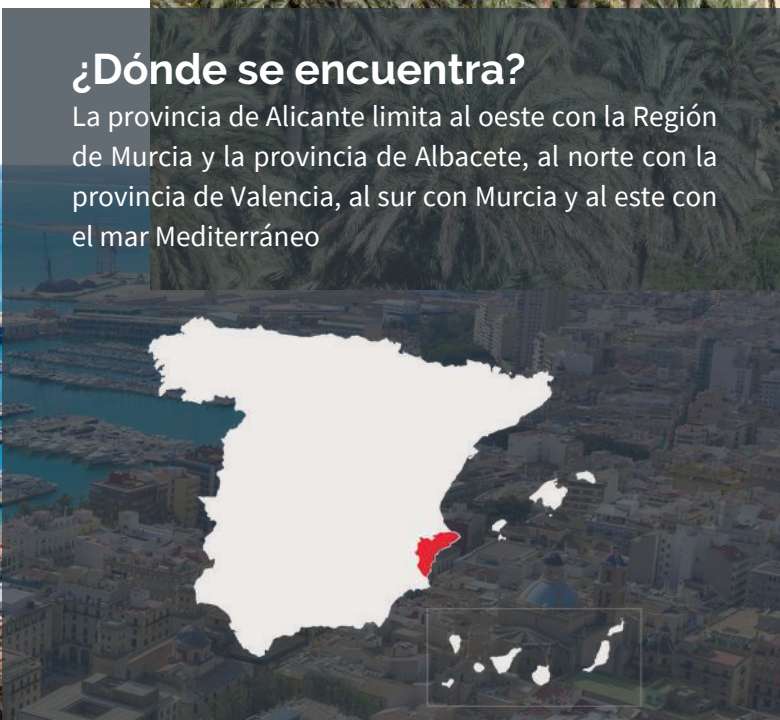 ¿Dónde se encuentra?
La provincia de Alicante limita al oeste con la Región
de Murcia y la provincia de Albacete, al norte con la
provincia de Valencia, al sur con Murcia y al este con
el mar Mediterráneo